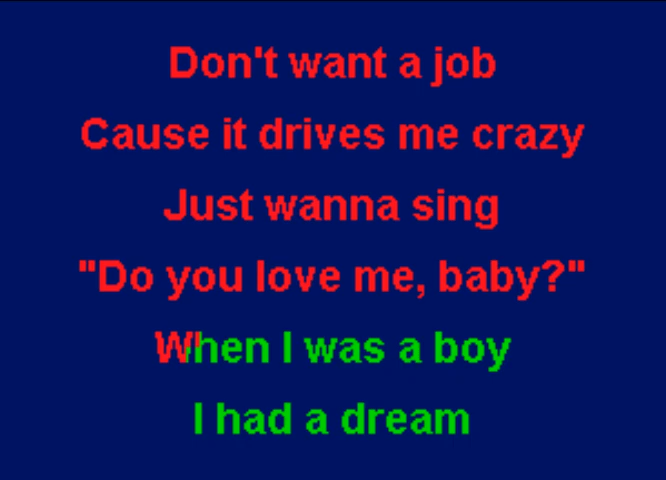 Don't want a job
Cause it drives me crazy
Just wanna sing
"Do you love me, baby?"
When I was a boy
I had a dream